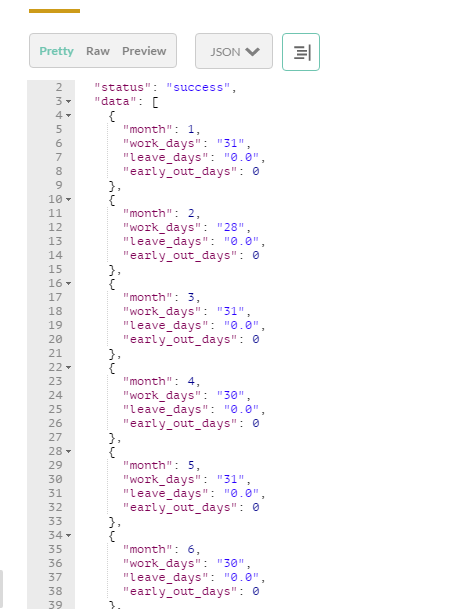 Pretty Raw Preview JSON
2 "status": "success",
3 "data": [
4 {
5 "month": 1,
6 "work_days": "31",
7 "leave_days": "0.0",
8 "early_out_days": 0
9 },
10 {
11 "month": 2,
12 "work_days": "28",
13 "leave_days": "0.0",
14 "early_out_days": 0
15 },
16 {
17 "month": 3,
18 "work_days": "31",
19 "leave_days": "0.0",
20 "early_out_days": 0
21 },
22 {
23 "month": 4,
24 "work_days": "30",
25 "leave_days": "0.0",
26 "early_out_days": 0
27 },
28 {
29 "month": 5,
30 "work_days": "31",
31 "leave_days": "0.0",
32 "early_out_days": 0
33 },
34 {
35 "month": 6,
36 "work_days": "30",
37 "leave_days": "0.0",
38 "early_out_days": 0
39 },